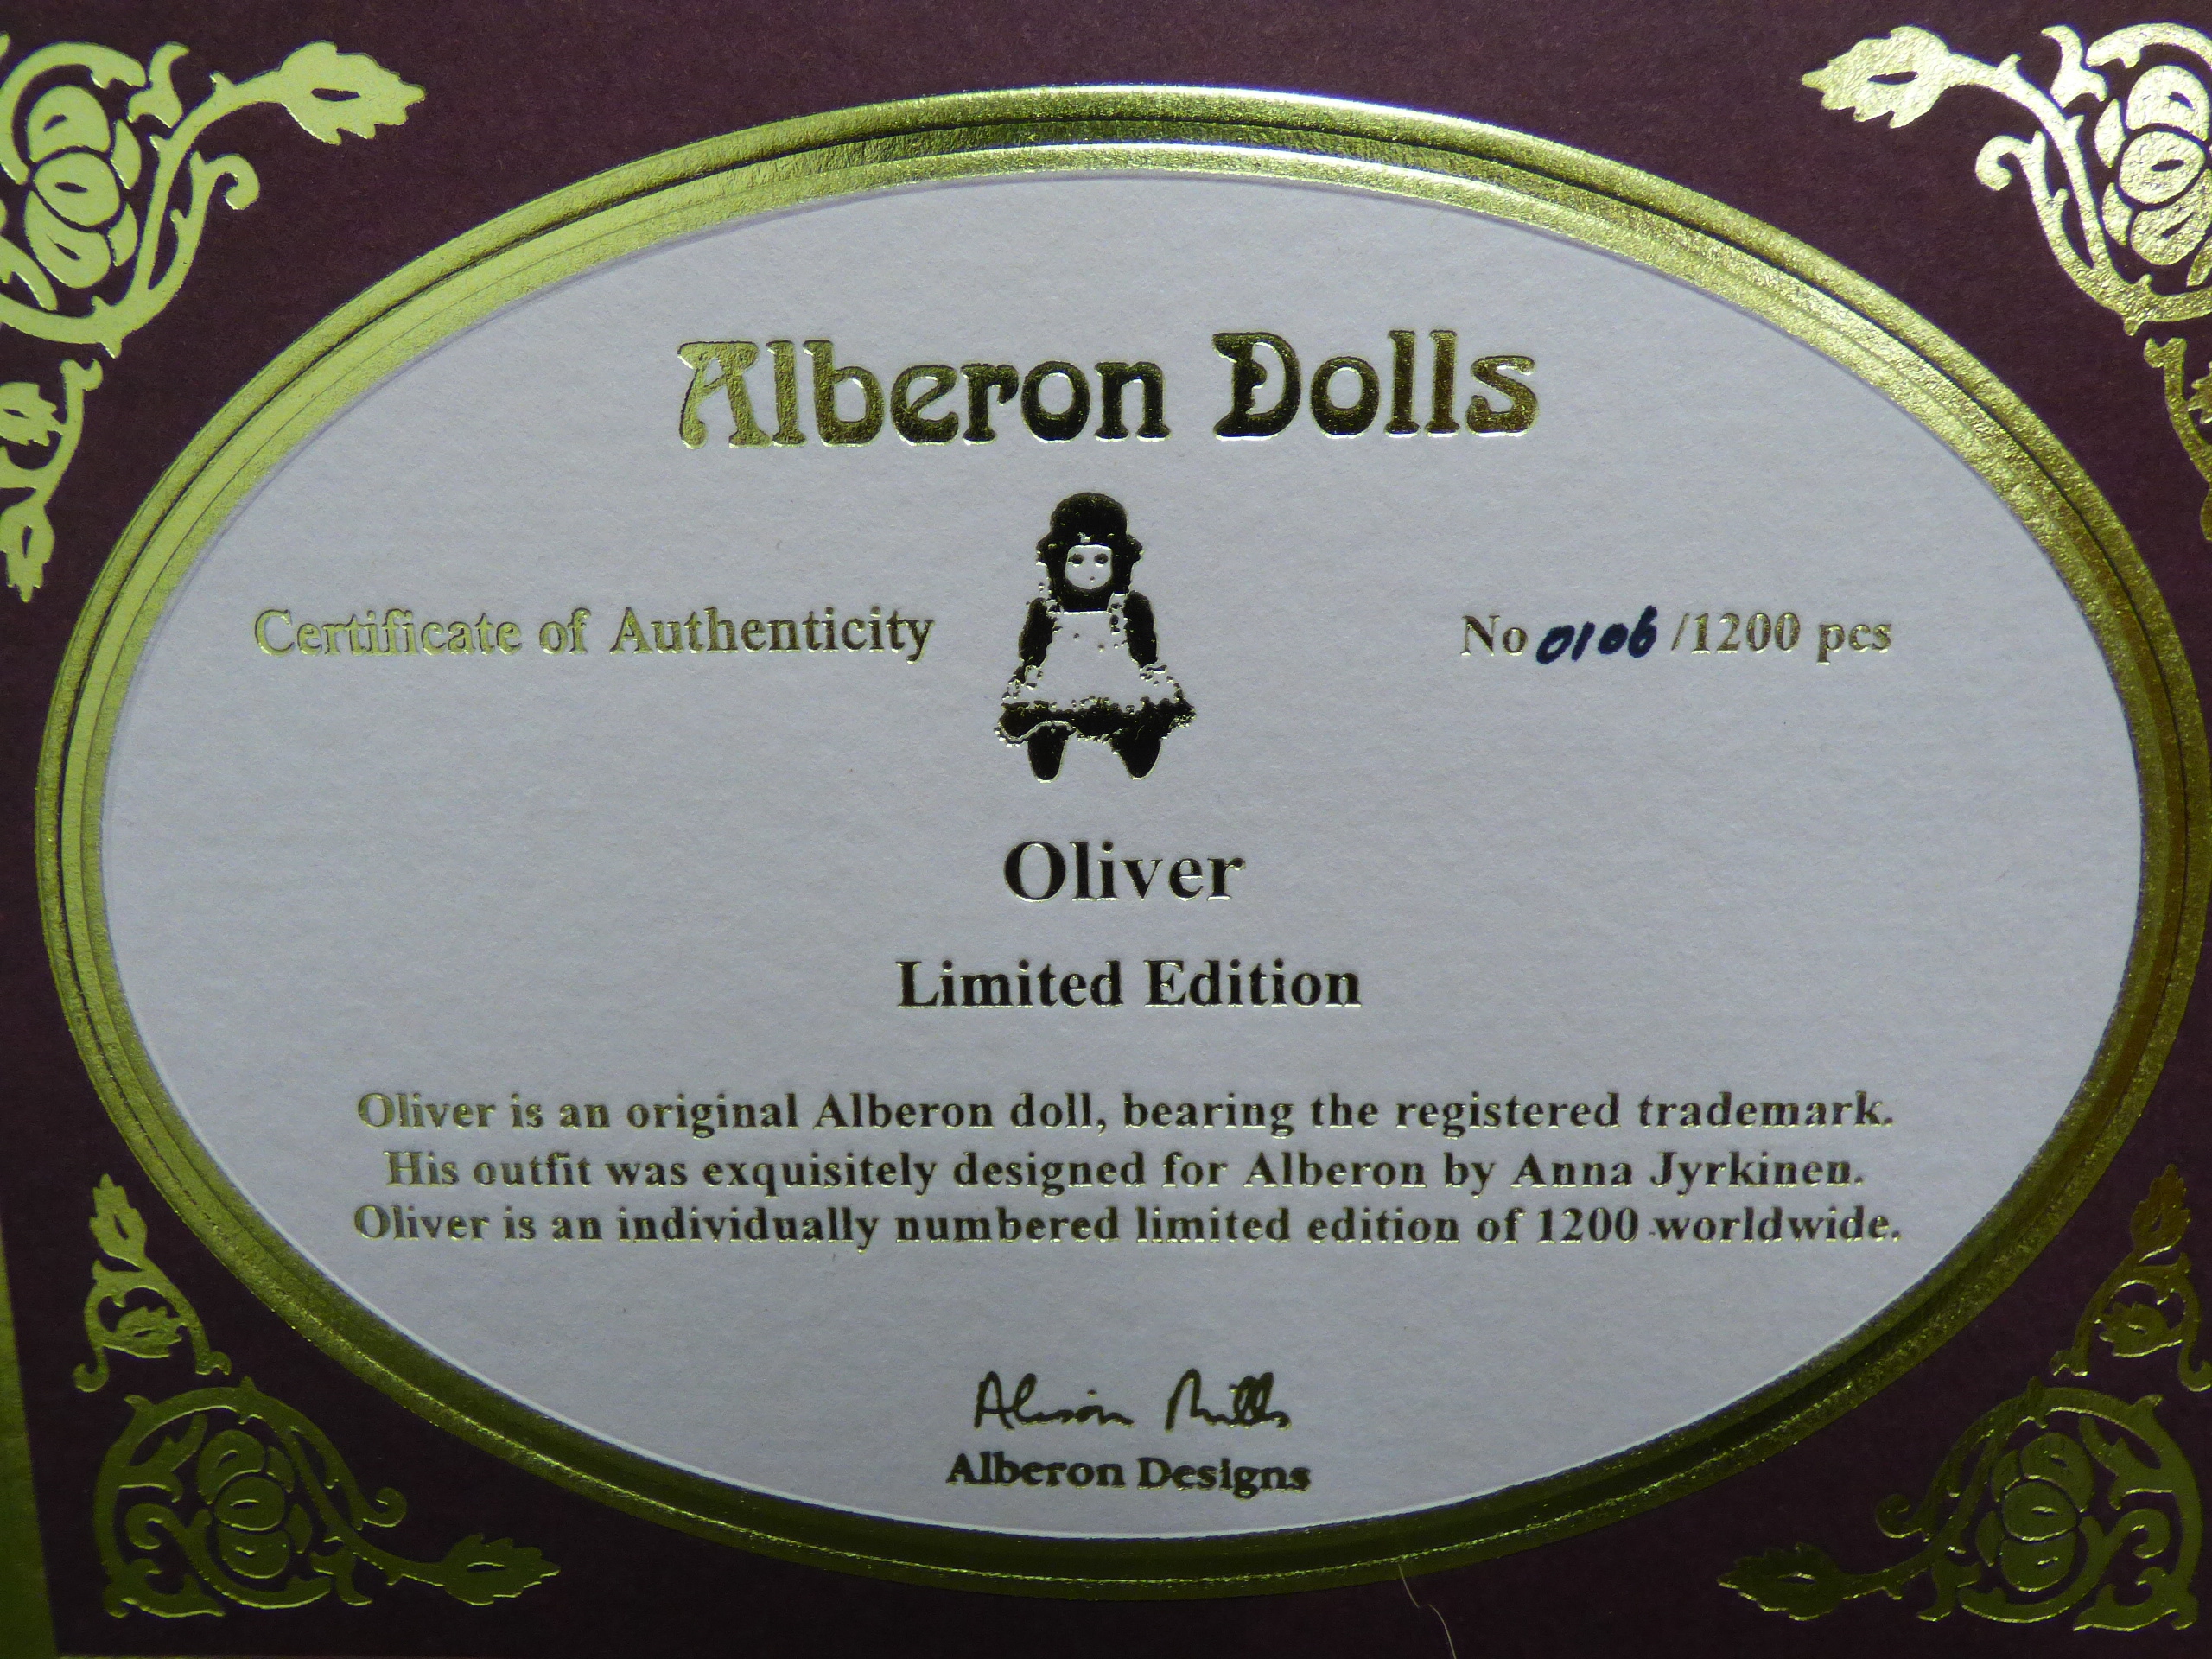 Alberon Dolls
Certificate of Authenticity
No 0106 /1200 pcs
Oliver
Limited Edition
Oliver is an original Alberon doll, bearing the registered trademark.
His outfit was exquisitely designed for Alberon by Anna Jyrkinen.
Oliver is an individually numbered limited edition of 1200 worldwide.
Alison Mills
Alberon Designs